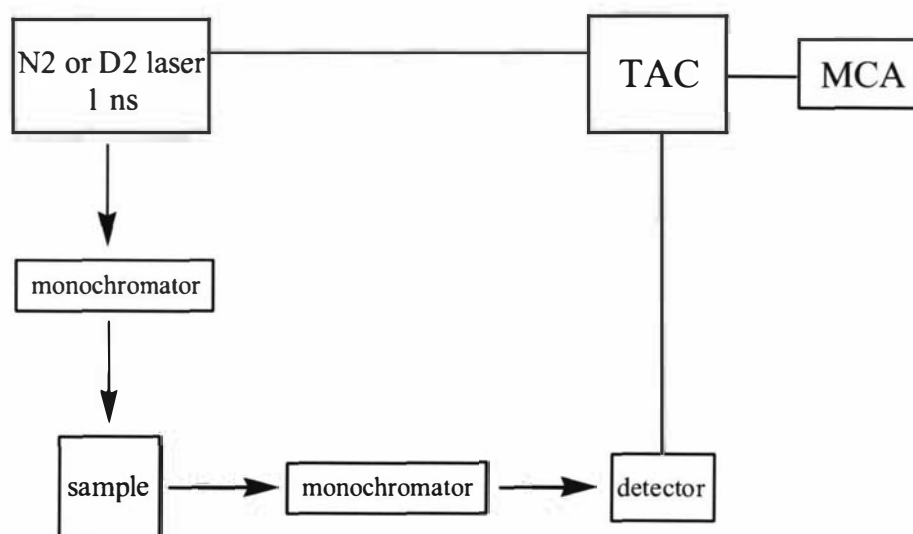 N2 or D2 laser
1 ns
TAC
MCA
monochromator
sample
monochromator
detector